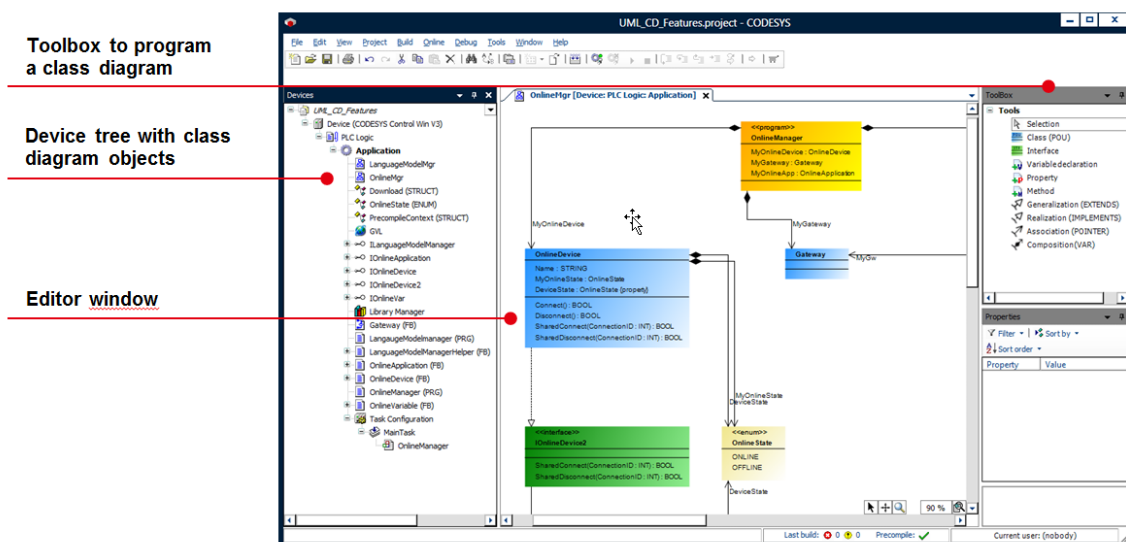 Toolbox to program
a class diagram
Device tree with class
diagram objects
Editor window
UML_CD_Features.project - CODESYS
File Edit View Project Build Online Debug Tools Window Help
Devices
UML_CD_Features
Device (CODESYS Control Win V3)
PLC Logic
Application
LanguageModelMgr
OnlineMgr
Download (STRUCT)
OnlineState (ENUM)
PrecompileContext (STRUCT)
GVL
ILanguageModelManager
IOnlineApplication
IOnlineDevice
IOnlineDevice2
IOnlineVar
Library Manager
Gateway (FB)
LangaugeModelmanager (PRG)
LanguageModelManagerHelper (FB)
OnlineApplication (FB)
OnlineDevice (FB)
OnlineManager (PRG)
OnlineVariable (FB)
Task Configuration
MainTask
OnlineManager
OnlineMgr [Device: PLC Logic: Application]
<<program>>
OnlineManager
MyOnlineDevice : OnlineDevice
MyGateway : Gateway
MyOnlineApp : OnlineApplication
MyOnlineDevice
MyGateway
OnlineDevice
Name : STRING
MyOnlineState : OnlineState
DeviceState : OnlineState {property}
Connect() : BOOL
Disconnect() : BOOL
SharedConnect(ConnectionID : INT) : BOOL
SharedDisconnect(ConnectionID : INT) : BOOL
Gateway
MyGw
MyOnlineState
DeviceState
<<interface>>
IOnlineDevice2
SharedConnect(ConnectionID : INT) : BOOL
SharedDisconnect(ConnectionID : INT) : BOOL
<<enum>>
OnlineState
ONLINE
OFFLINE
DeviceState
90 %
ToolBox
Tools
Selection
Class (POU)
Interface
Variabledeclaration
Property
Method
Generalization (EXTENDS)
Realization (IMPLEMENTS)
Association (POINTER)
Composition(VAR)
Properties
Filter
Sort by
Sort order
Property Value
Last build: 0 0 Precompile:
Current user: (nobody)